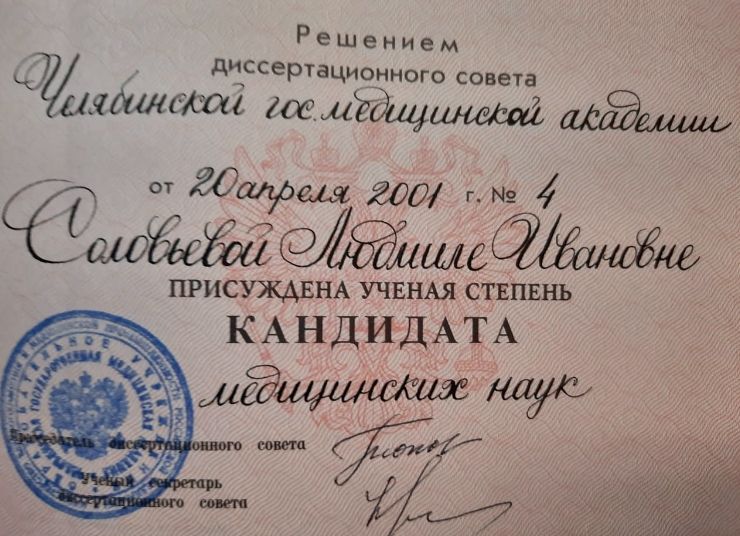 Решением
диссертационного совета
Челябинской гос. медицинской академии
от 20 апреля 2001 г. № 4
Соловьевой Людмиле Ивановне
ПРИСУЖДЕНА УЧЕНАЯ СТЕПЕНЬ
КАНДИДАТА
медицинских наук
Председатель диссертационного совета
Ученый секретарь
диссертационного совета